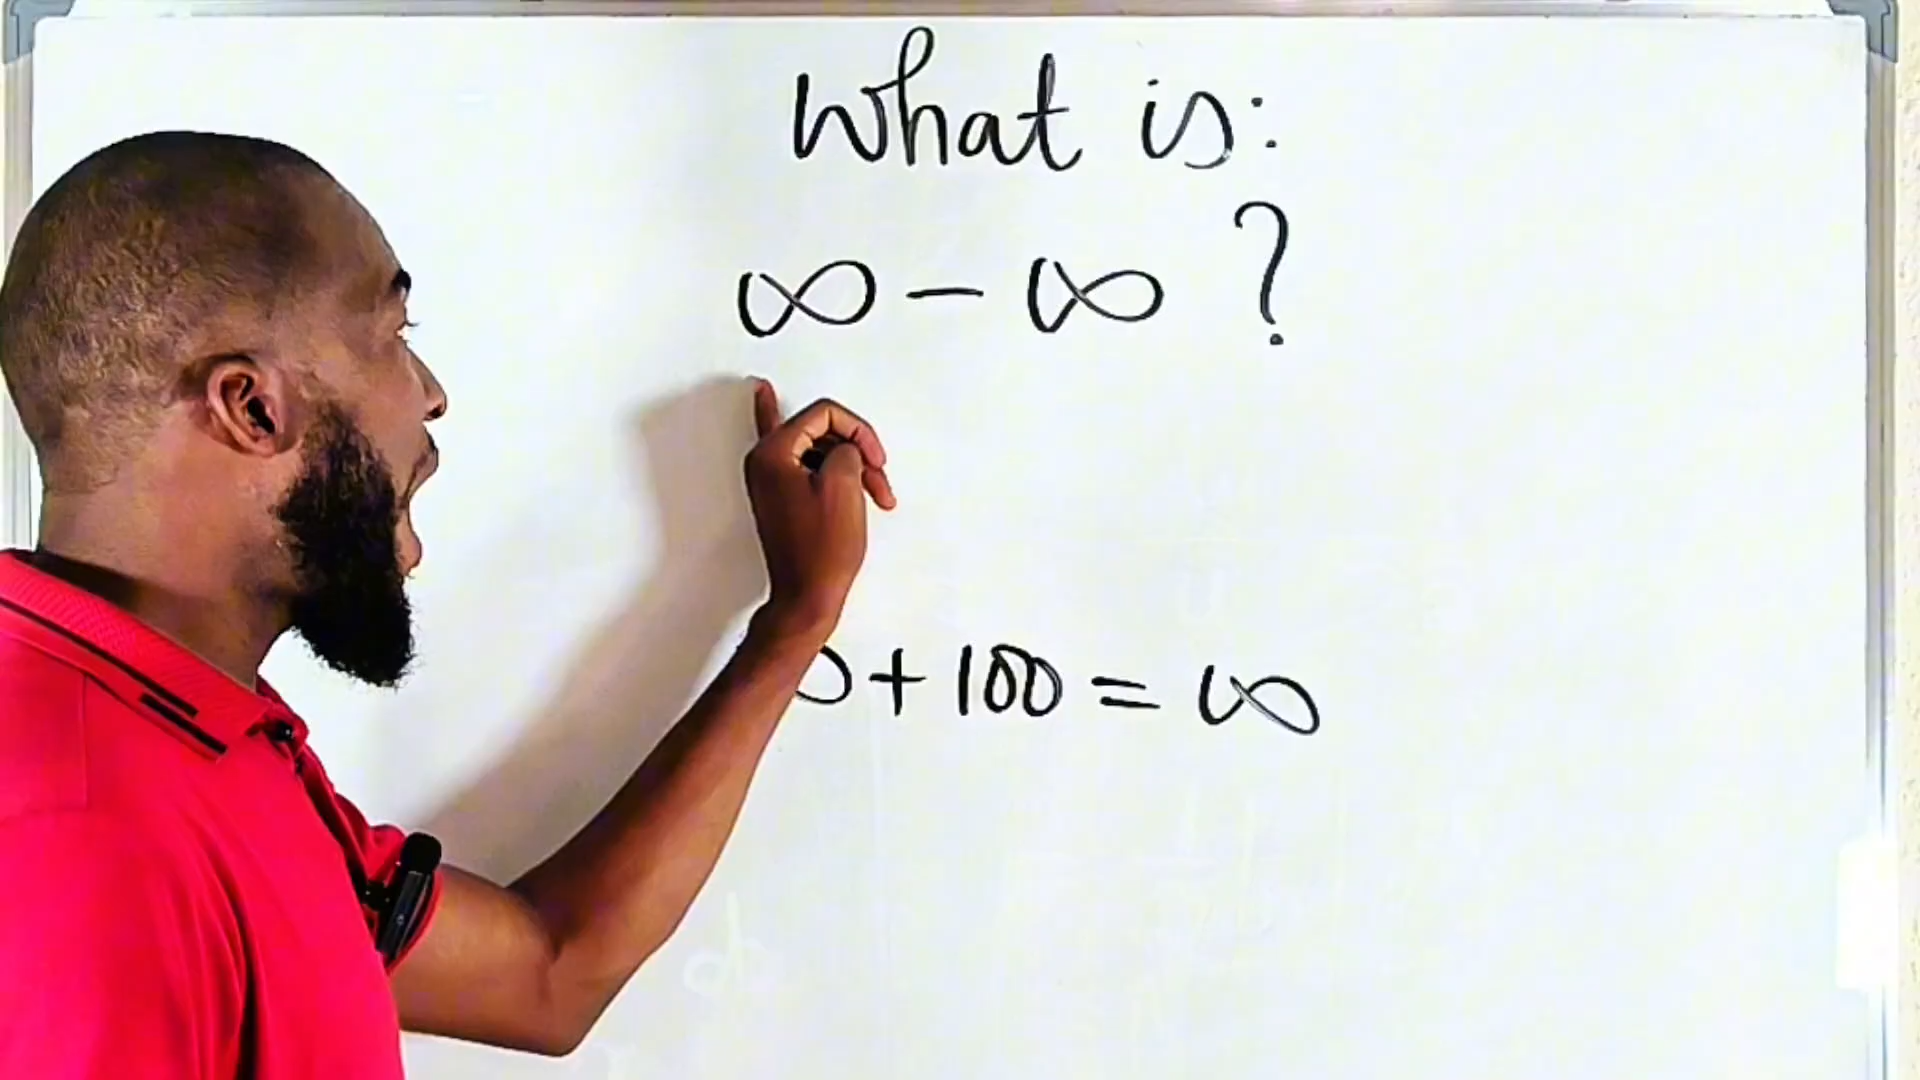 What is:
∞ - ∞ ?
+ 100 = ∞